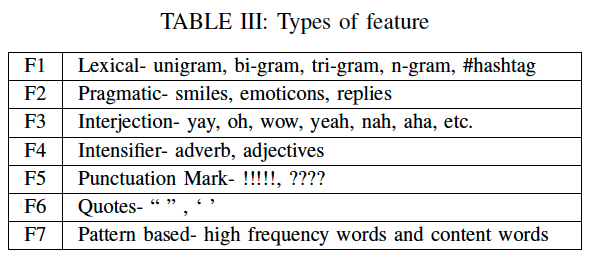 TABLE III: Types of feature
F1 Lexical- unigram, bi-gram, tri-gram, n-gram, #hashtag
F2 Pragmatic- smiles, emoticons, replies
F3 Interjection- yay, oh, wow, yeah, nah, aha, etc.
F4 Intensifier- adverb, adjectives
F5 Punctuation Mark- !!!!!, ????
F6 Quotes- “ ” , ‘ ’
F7 Pattern based- high frequency words and content words